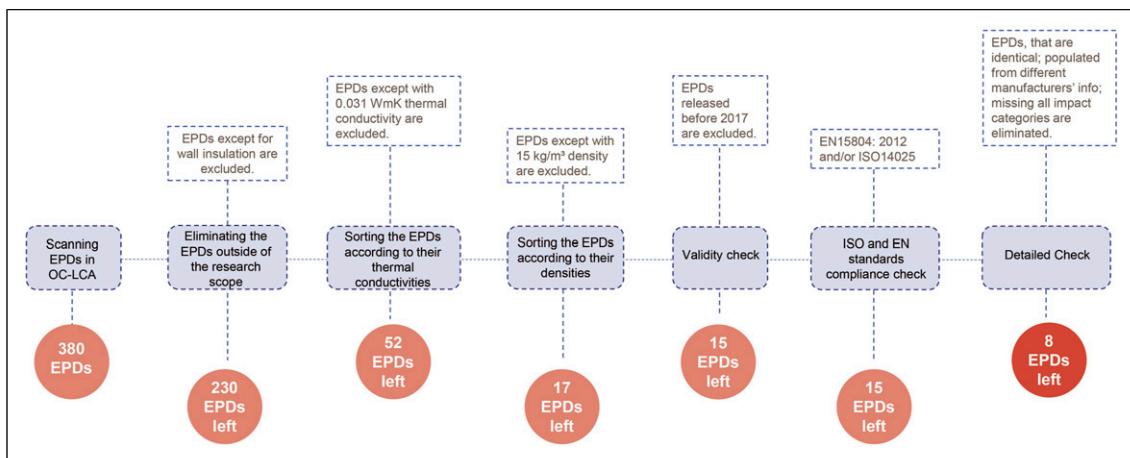 EPDs except for
wall insulation are
excluded.
EPDs except with
0.031 WmK thermal
conductivity are
excluded.
EPDs except with
15 kg/m³ density
are excluded.
EPDs
released
before 2017
are excluded.
EN15804: 2012
and/or ISO14025
EPDs, that are
identical; populated
from different
manufacturers’ info;
missing all impact
categories are
eliminated.
Scanning
EPDs in
OC-LCA
Eliminating the
EPDs outside of
the research
scope
Sorting the EPDs
according to their
thermal
conductivities
Sorting the EPDs
according to their
densities
Validity check
ISO and EN
standards
compliance check
Detailed Check
380
EPDs
230
EPDs
left
52
EPDs
left
17
EPDs
left
15
EPDs
left
15
EPDs
left
8
EPDs
left